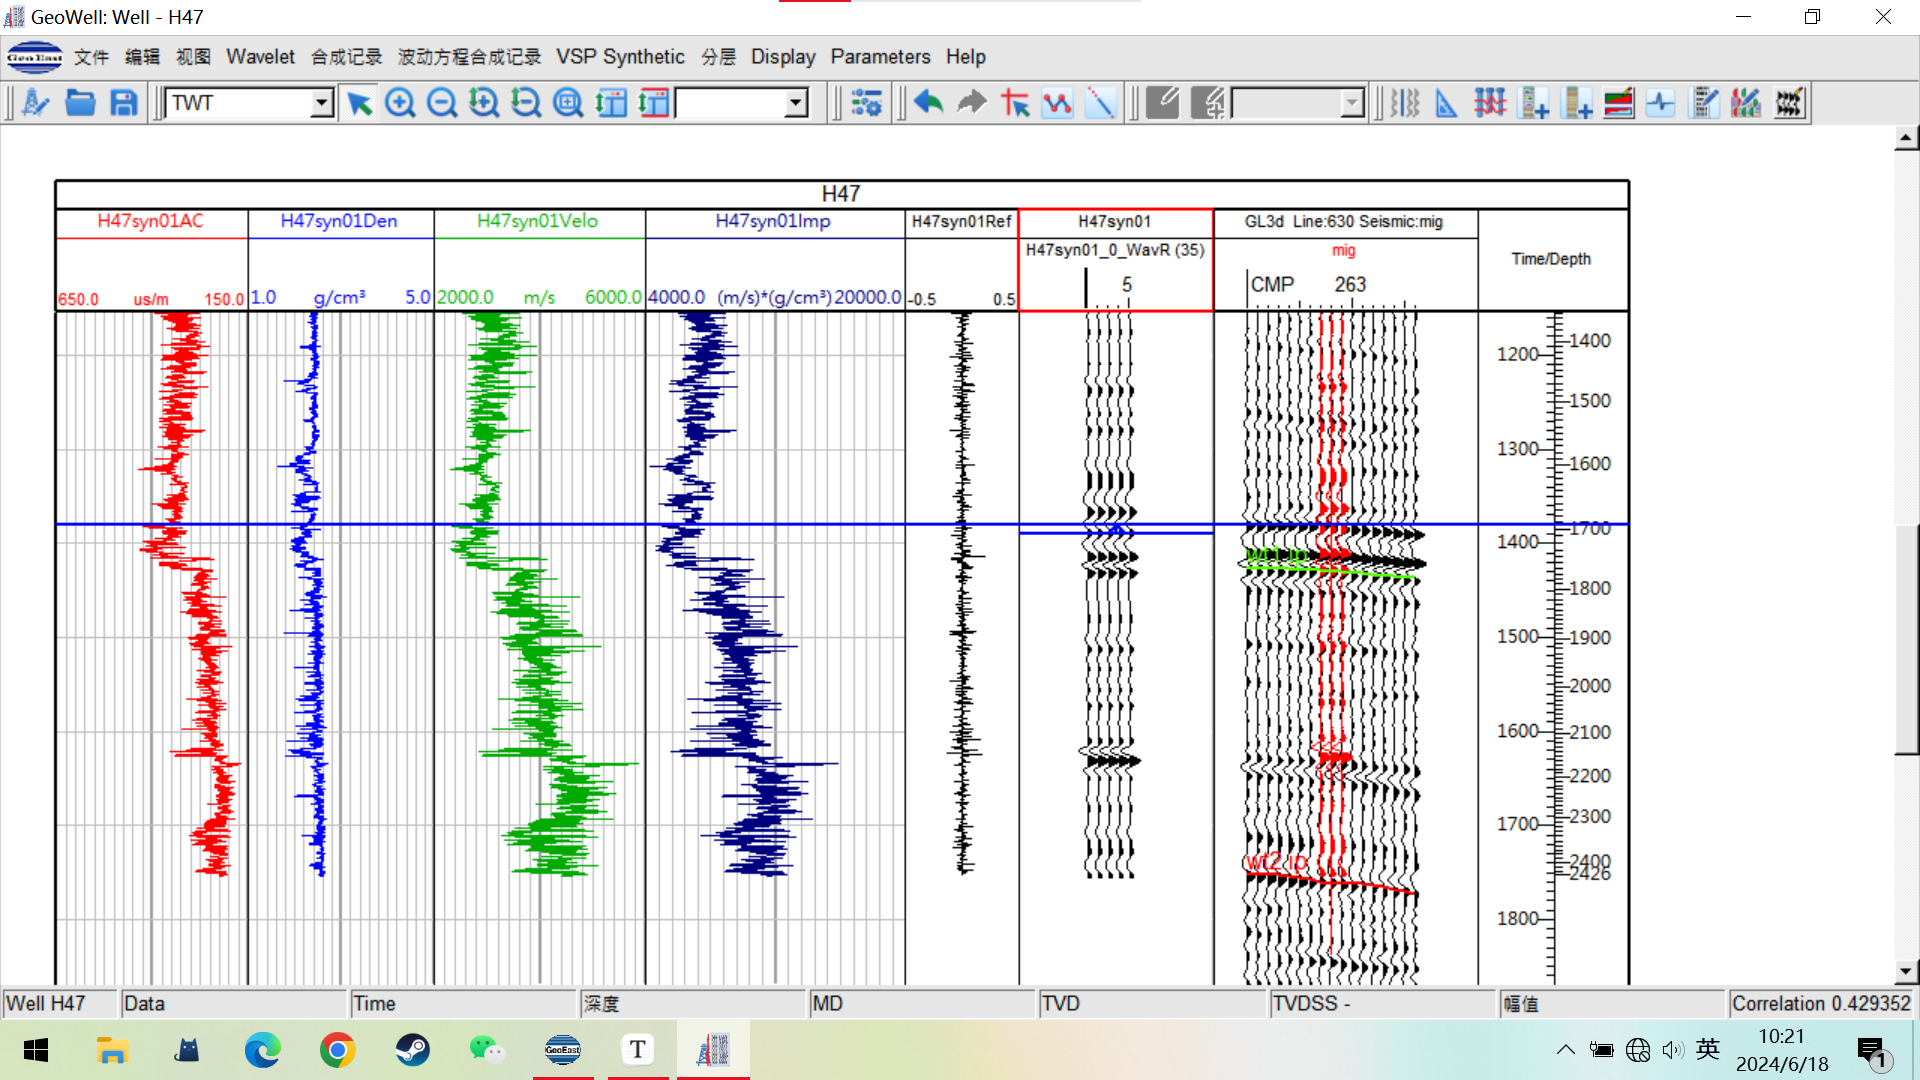 GeoWell: Well - H47
GeoEast 文件 编辑 视图 Wavelet 合成记录 波动方程合成记录 VSP Synthetic 分层 Display Parameters Help
TWT
H47
H47syn01AC H47syn01Den H47syn01Velo H47syn01Imp H47syn01Ref H47syn01 GL3d Line:630 Seismic:mig
H47syn01_0_WavR (35) mig Time/Depth
CMP 263
5
650.0 us/m 150.0 1.0 g/cm³ 5.0 2000.0 m/s 6000.0 4000.0 (m/s)*(g/cm³) 20000.0 -0.5 0.5
1400
1200
1500
1300
1600
1700
1400
wt1 ip
1800
1500 1900
2000
1600 2100
2200
2300
1700
wt2 ip 2400
2426
1800
Well H47 Data Time 深度 MD TVD TVDSS - 幅值 Correlation 0.429352
GeoEast T 英 10:21
2024/6/18 1